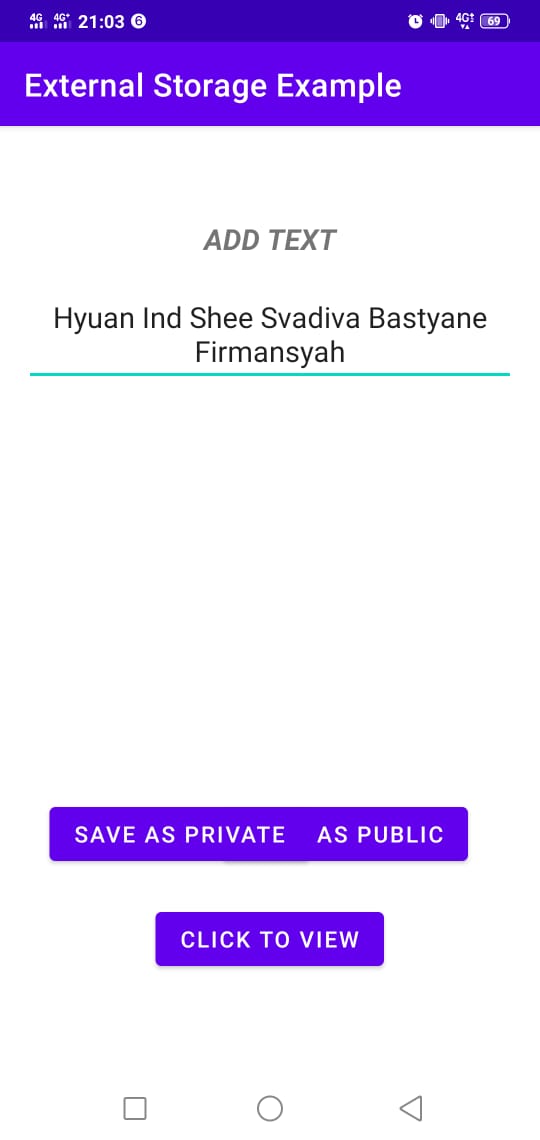 4G 4G+ 21:03 6 4G+ 69
External Storage Example
ADD TEXT
Hyuan Ind Shee Svadiva Bastyane
Firmansyah
SAVE AS PRIVATE AS PUBLIC
CLICK TO VIEW